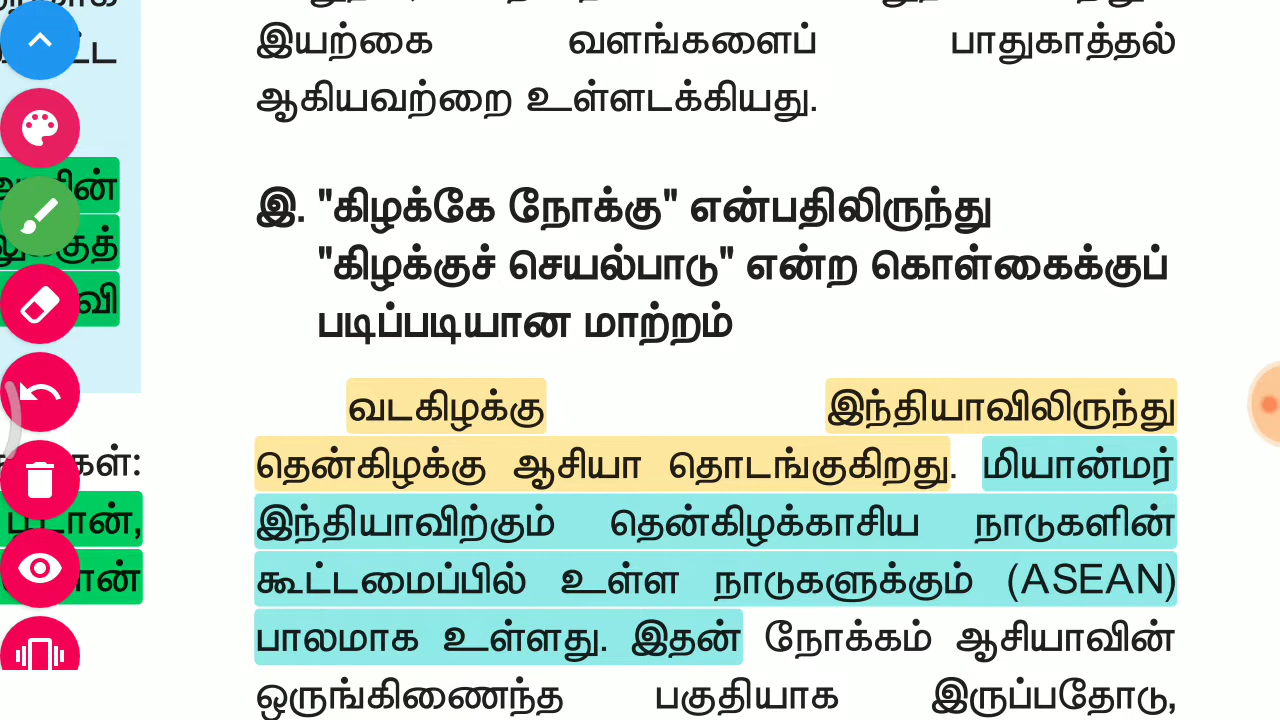 இயற்கை வளங்களைப் பாதுகாத்தல்
ஆகியவற்றை உள்ளடக்கியது.
இ. "கிழக்கே நோக்கு" என்பதிலிருந்து
"கிழக்குச் செயல்பாடு" என்ற கொள்கைக்குப்
படிப்படியான மாற்றம்
வடகிழக்கு இந்தியாவிலிருந்து
தென்கிழக்கு ஆசியா தொடங்குகிறது. மியான்மர்
இந்தியாவிற்கும் தென்கிழக்காசிய நாடுகளின்
கூட்டமைப்பில் உள்ள நாடுகளுக்கும் (ASEAN)
பாலமாக உள்ளது. இதன் நோக்கம் ஆசியாவின்
ஒருங்கிணைந்த பகுதியாக இருப்பதோடு,